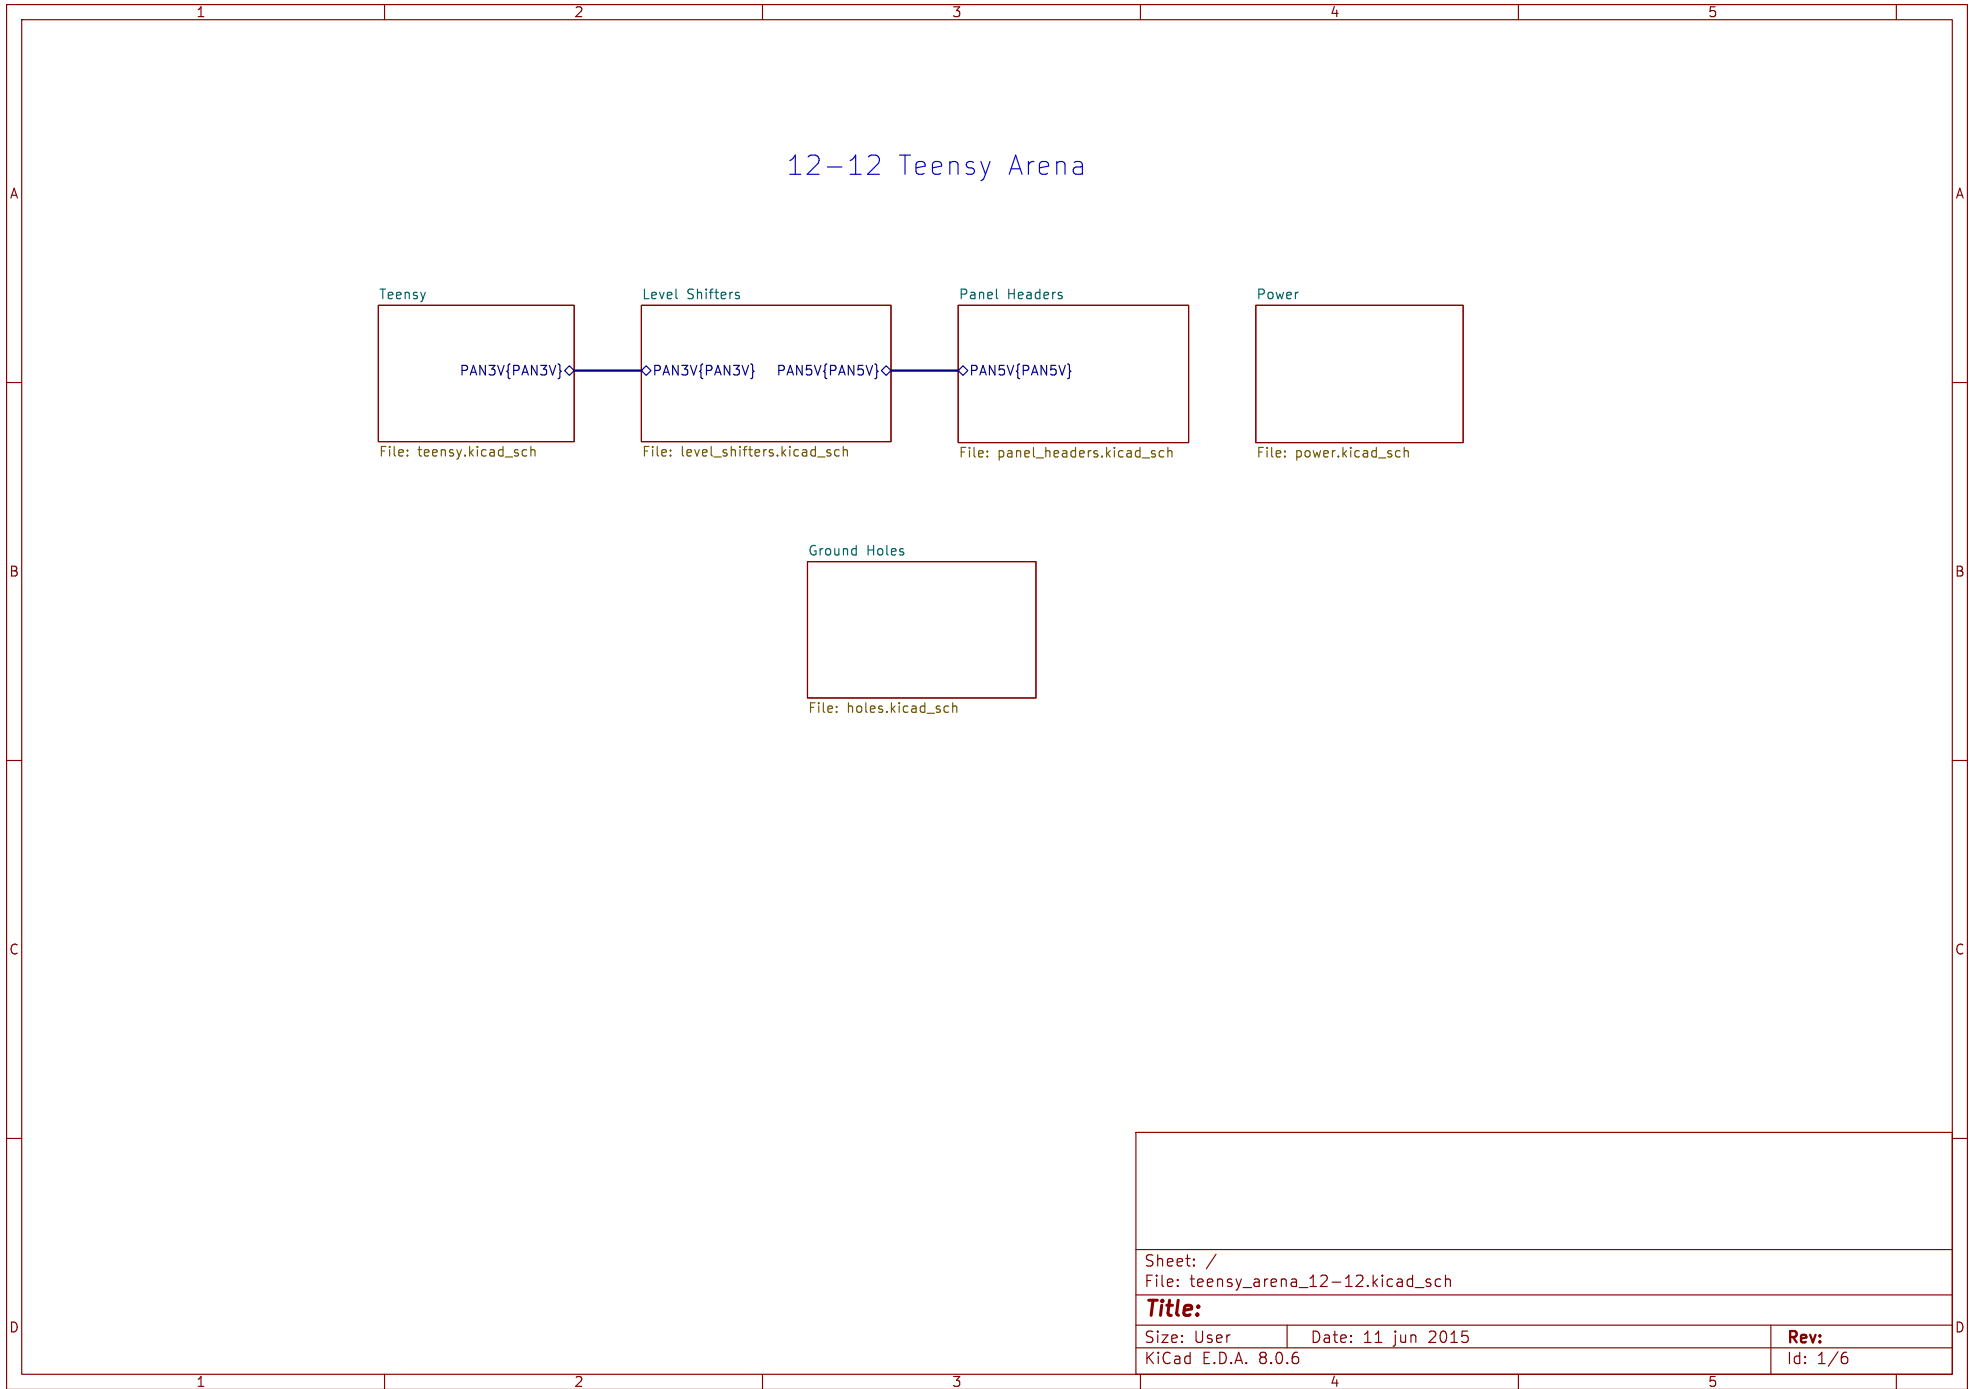 1 2 3 4 5
12-12 Teensy Arena
A A
Teensy Level Shifters Panel Headers Power
PAN3V{PAN3V} PAN3V{PAN3V} PAN5V{PAN5V} PAN5V{PAN5V}
File: teensy.kicad_sch File: level_shifters.kicad_sch File: panel_headers.kicad_sch File: power.kicad_sch
Ground Holes
B B
File: holes.kicad_sch
C C
Sheet: /
File: teensy_arena_12-12.kicad_sch
Title:
D D
Size: User Date: 11 jun 2015 Rev:
KiCad E.D.A. 8.0.6 Id: 1/6
1 2 3 4 5